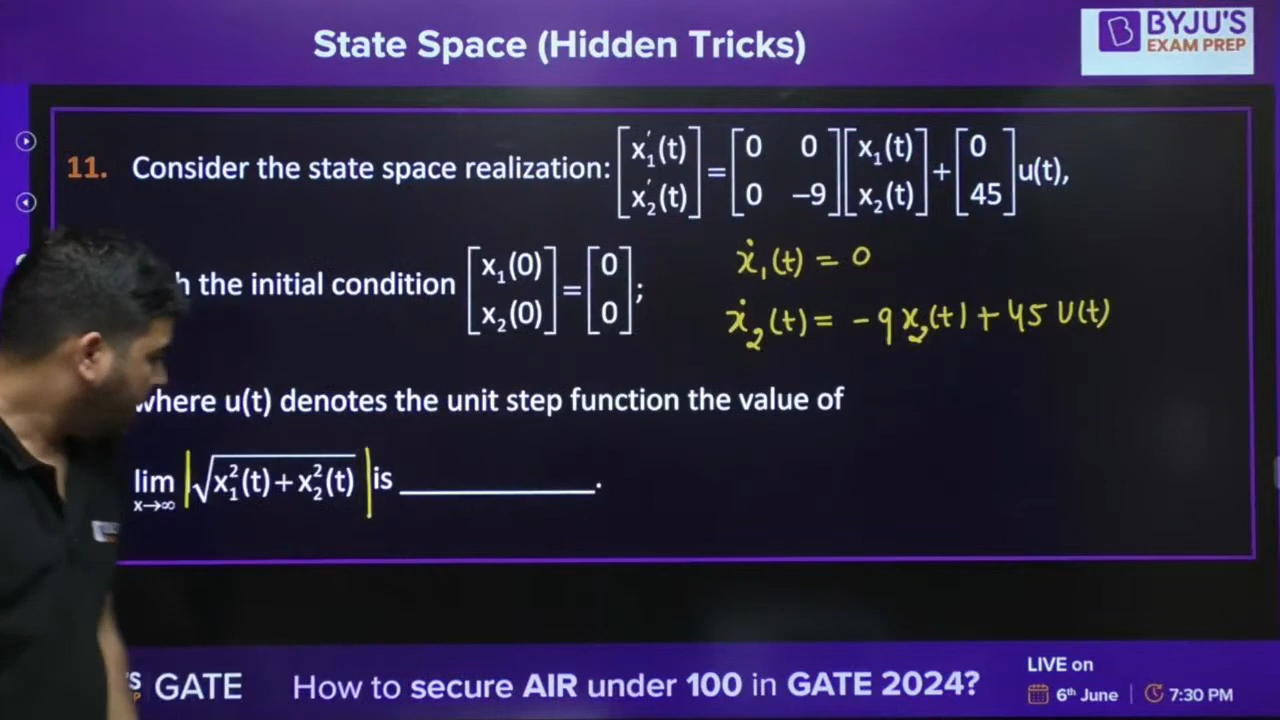 State Space (Hidden Tricks)
BYJU'S
EXAM PREP
11. Consider the state space realization: [x₁′(t) x₂′(t)] = [0 0 0 –9] [x₁(t) x₂(t)] + [0 45] u(t),
the initial condition [x₁(0) x₂(0)] = [0 0];
ẋ₁(t) = 0
ẋ₂(t) = -9x₂(t) + 45 U(t)
where u(t) denotes the unit step function the value of
lim x→∞ |√x₁²(t)+x₂²(t)| is ____________.
GATE How to secure AIR under 100 in GATE 2024?
LIVE on
6th June | 7:30 PM